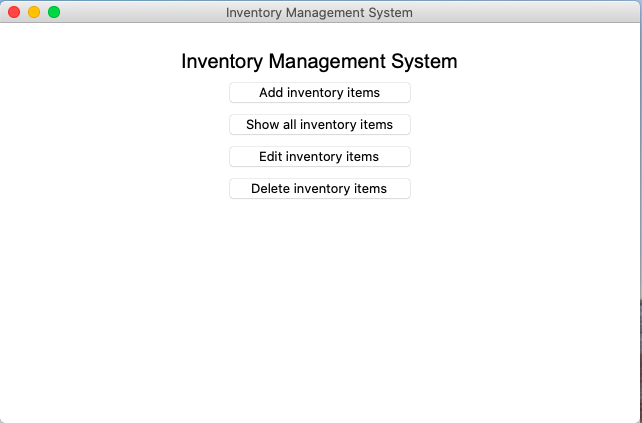 Inventory Management System
Inventory Management System
Add inventory items
Show all inventory items
Edit inventory items
Delete inventory items